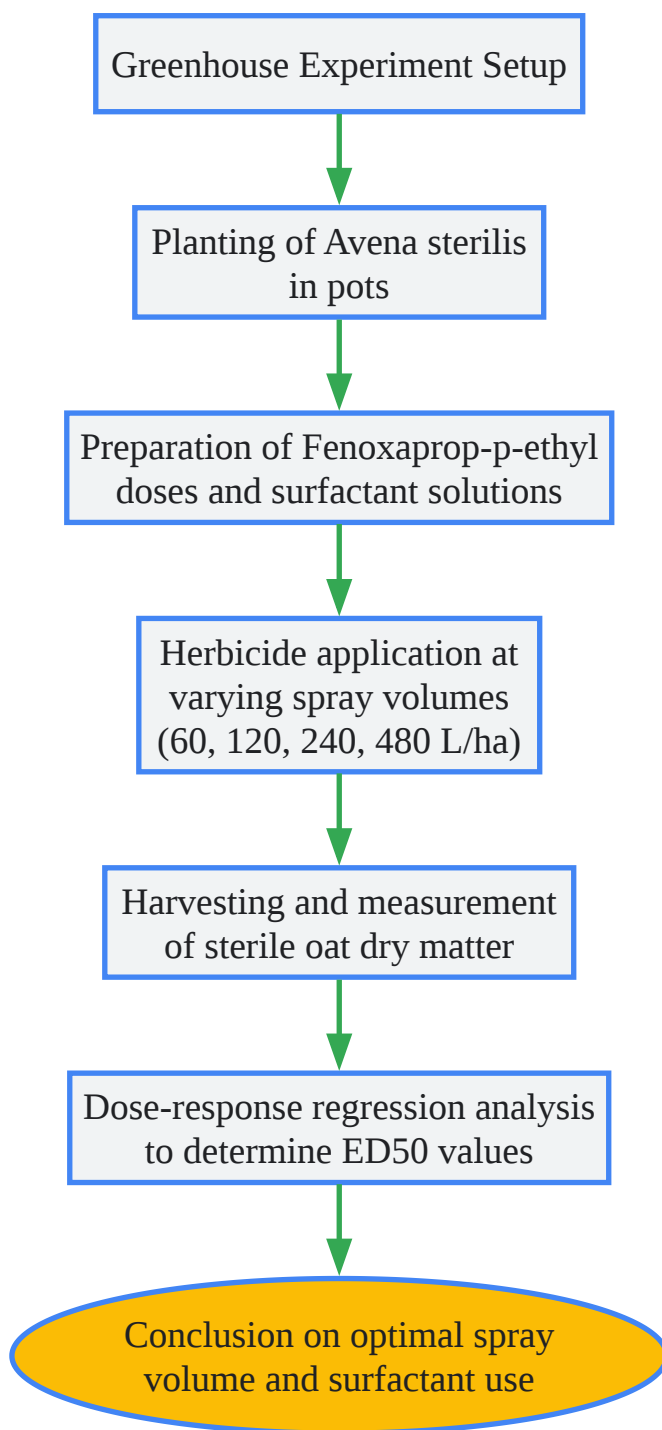 Greenhouse Experiment Setup
Planting of Avena sterilis
in pots
Preparation of Fenoxaprop-p-ethyl
doses and surfactant solutions
Herbicide application at
varying spray volumes
(60, 120, 240, 480 L/ha)
Harvesting and measurement
of sterile oat dry matter
Dose-response regression analysis
to determine ED50 values
Conclusion on optimal spray
volume and surfactant use